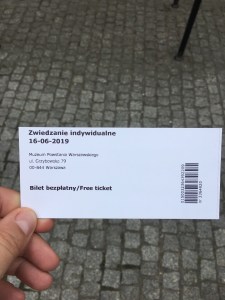 Zwiedzanie indywidualne
16-06-2019
Muzeum Powstania Warszawskiego
ul. Grzybowska 79
00-844 Warszawa
Bilet bezpłatny/Free ticket